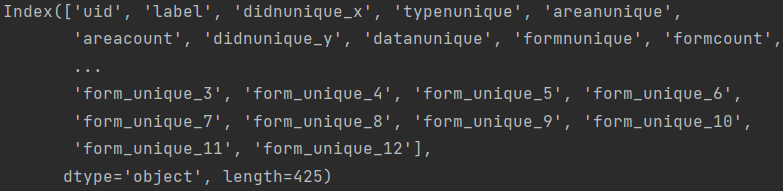 Index(['uid', 'label', 'didnunique_x', 'typenunique', 'areanunique',
'areacount', 'didnunique_y', 'datanunique', 'formnunique', 'formcount',
...
'form_unique_3', 'form_unique_4', 'form_unique_5', 'form_unique_6',
'form_unique_7', 'form_unique_8', 'form_unique_9', 'form_unique_10',
'form_unique_11', 'form_unique_12'],
dtype='object', length=425)